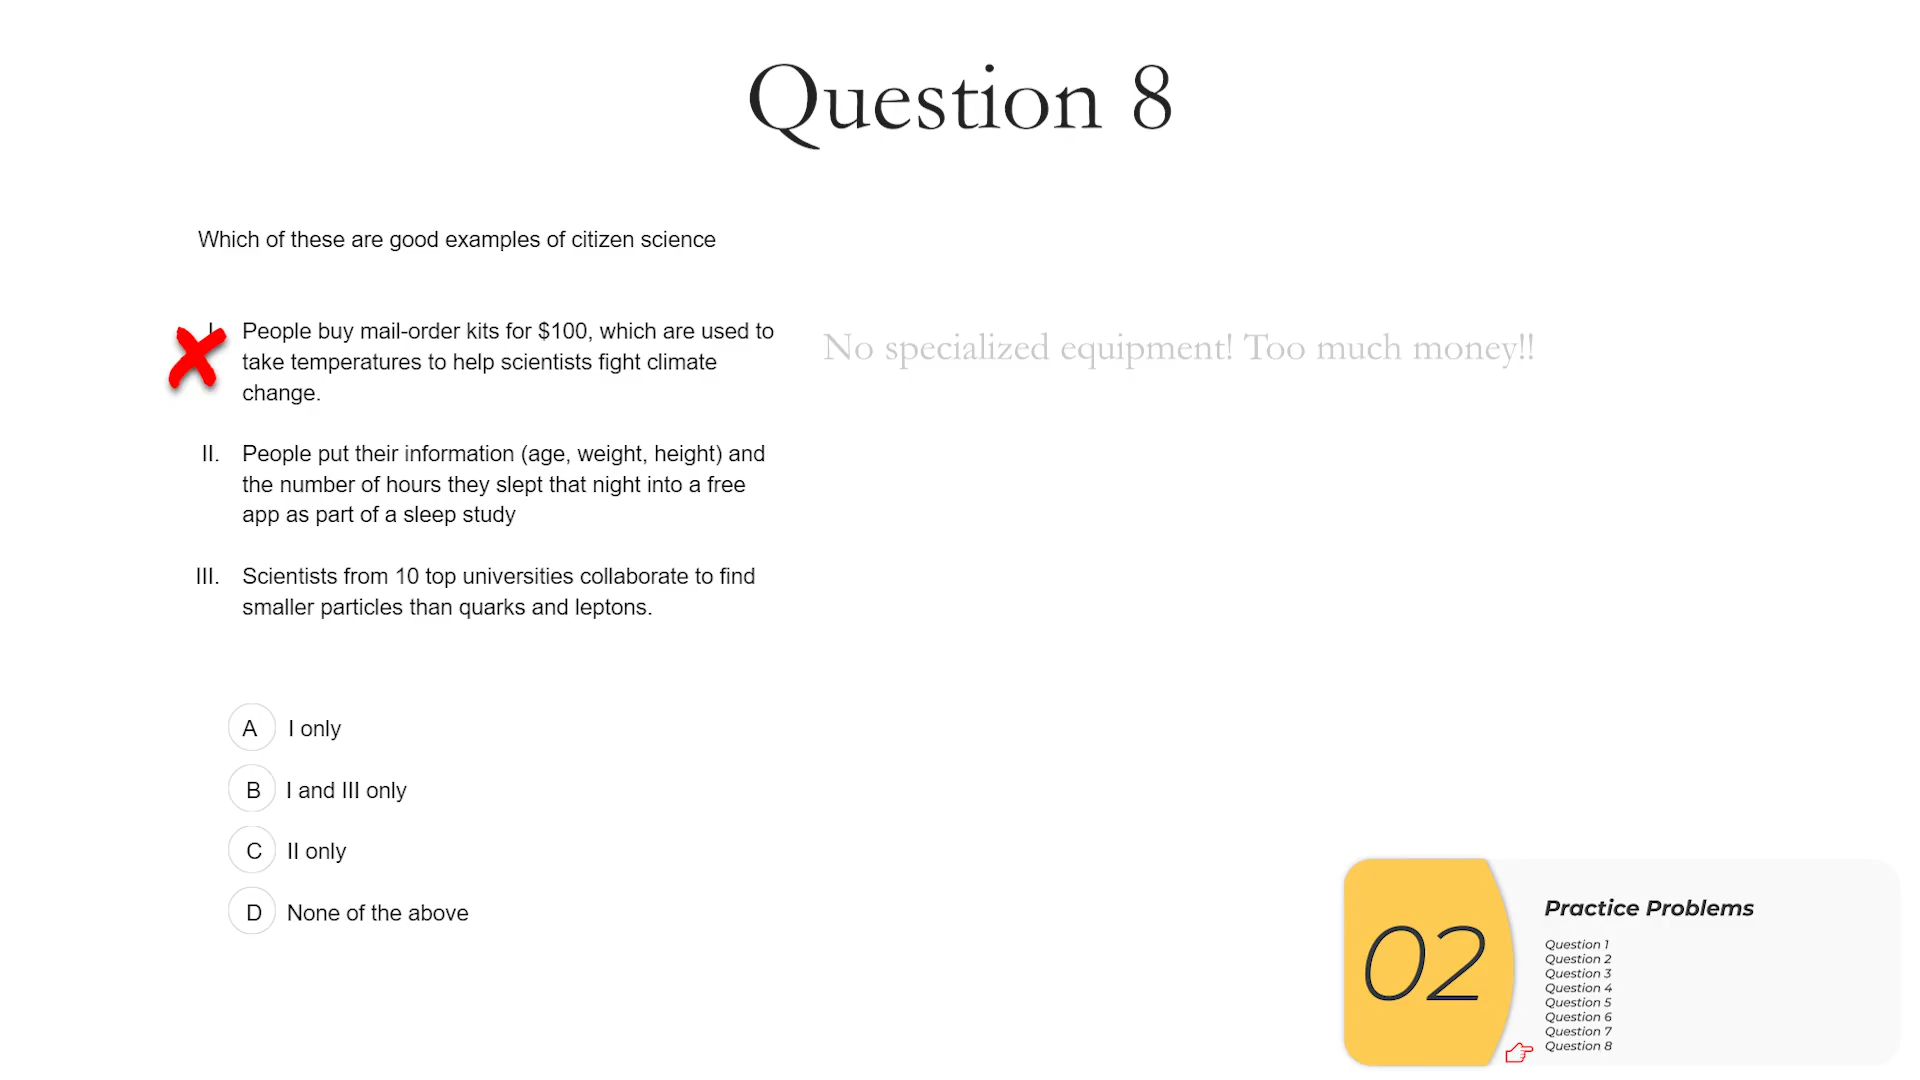 Question 8
Which of these are good examples of citizen science
I. People buy mail-order kits for $100, which are used to
take temperatures to help scientists fight climate
change.
No specialized equipment! Too much money!!
II. People put their information (age, weight, height) and
the number of hours they slept that night into a free
app as part of a sleep study
III. Scientists from 10 top universities collaborate to find
smaller particles than quarks and leptons.
A I only
B I and III only
C II only
D None of the above
02
Practice Problems
Question 1
Question 2
Question 3
Question 4
Question 5
Question 6
Question 7
Question 8